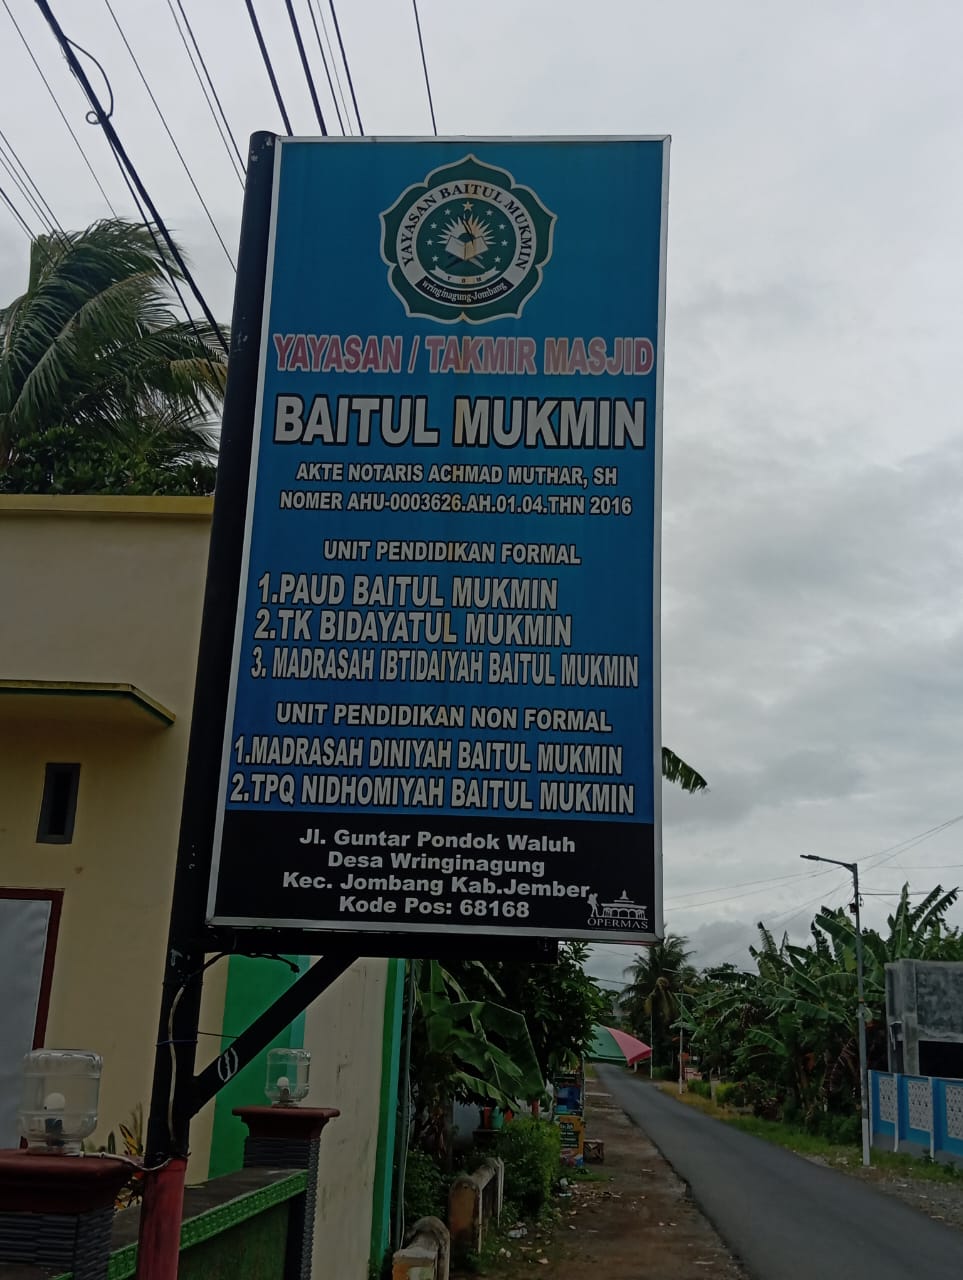 YAYASAN BAITUL MUKMIN
Y B M
Wringinagung-Jombang
YAYASAN / TAKMIR MASJID
BAITUL MUKMIN
AKTE NOTARIS ACHMAD MUTHAR, SH
NOMER AHU-0003626.AH.01.04.THN 2016
UNIT PENDIDIKAN FORMAL
1.PAUD BAITUL MUKMIN
2.TK BIDAYATUL MUKMIN
3. MADRASAH IBTIDAIYAH BAITUL MUKMIN
UNIT PENDIDIKAN NON FORMAL
1.MADRASAH DINIYAH BAITUL MUKMIN
2.TPQ NIDHOMIYAH BAITUL MUKMIN
Jl. Guntar Pondok Waluh
Desa Wringinagung
Kec. Jombang Kab.Jember
Kode Pos: 68168
OPERMAS